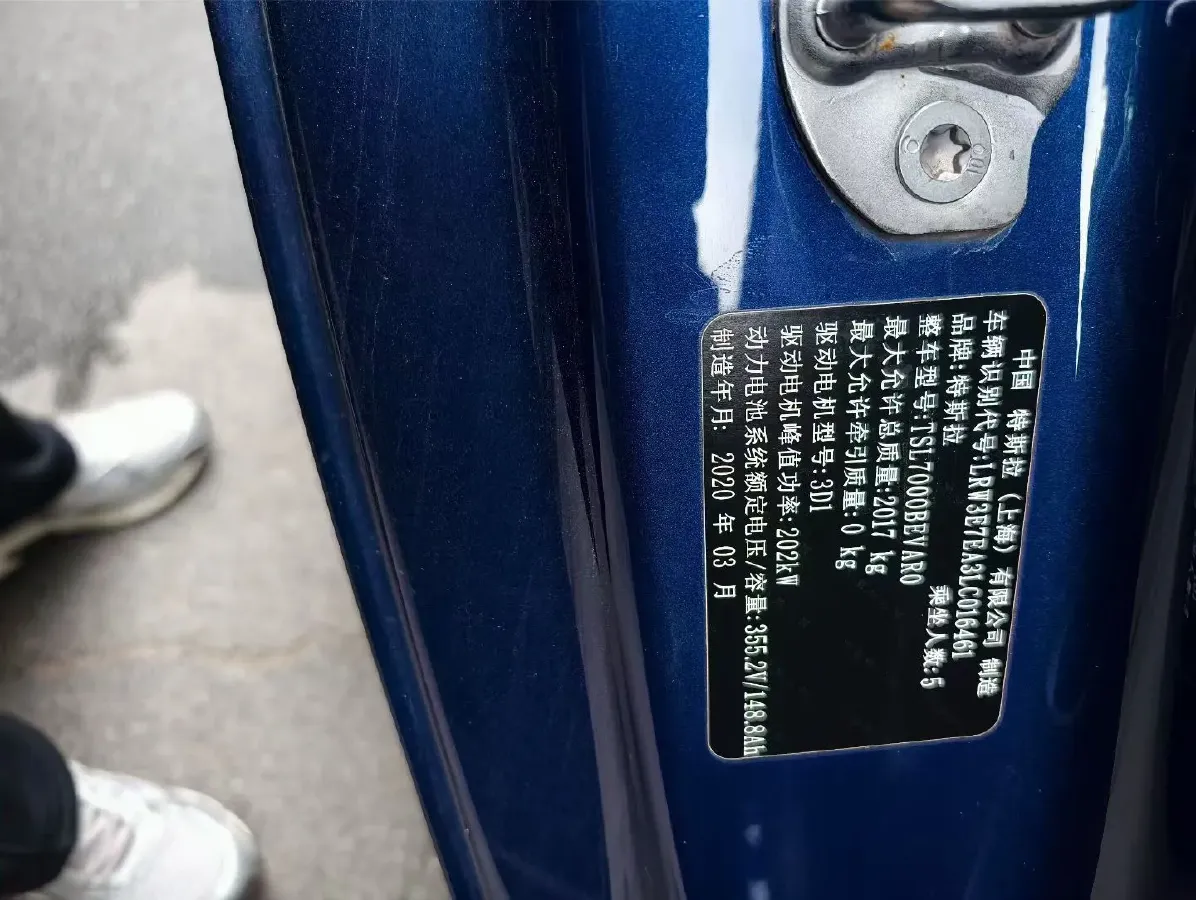 中国 特斯拉（上海）有限公司 制造
车辆识别代号:LRW3E7EA3LC016461
品牌:特斯拉
整车型号:TSL7000BEVAR0 乘坐人数:5
最大允许总质量:2017 kg
最大允许牵引质量:0 kg
驱动电机型号:3D1
驱动电机峰值功率:202kW
动力电池系统额定电压/容量:355.2V/148.8Ah
制造年月: 2020 年 03 月